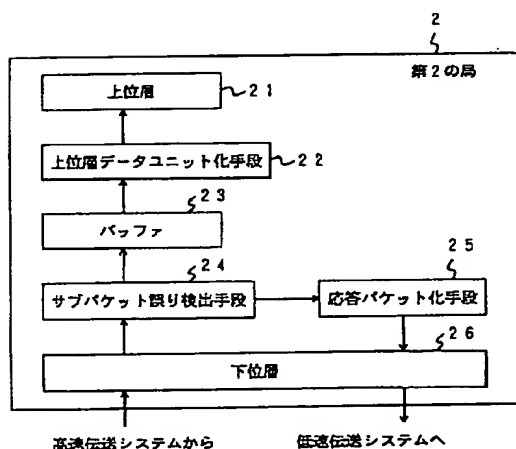 2
第2の局
上位層
21
上位層データユニット化手段
22
23
バッファ
24
25
サブパケット誤り検出手段
応答パケット化手段
26
下位層
高速伝送システムから
低速伝送システムへ